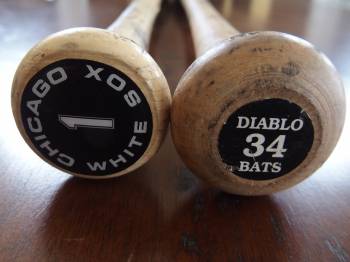 CHICAGO WHITE SOX
1
DIABLO
34
BATS